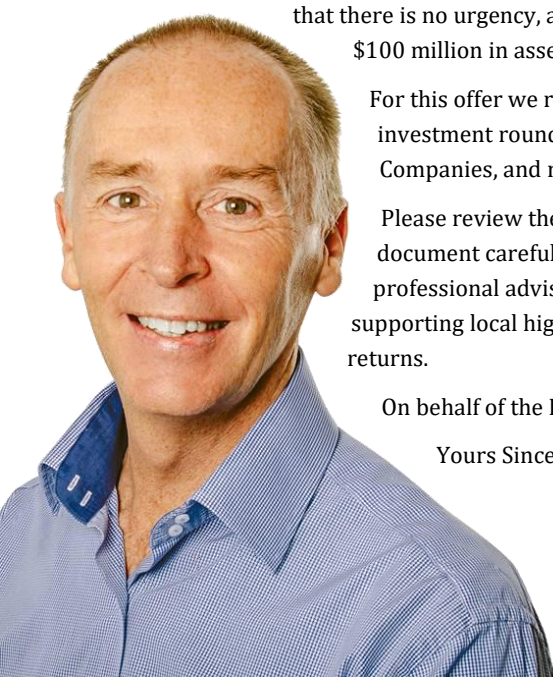 that there is no urgency, a
$100 million in asse
For this offer we r
investment round
Companies, and r
Please review the
document careful
professional advis
supporting local hig
returns.
On behalf of the
Yours Since